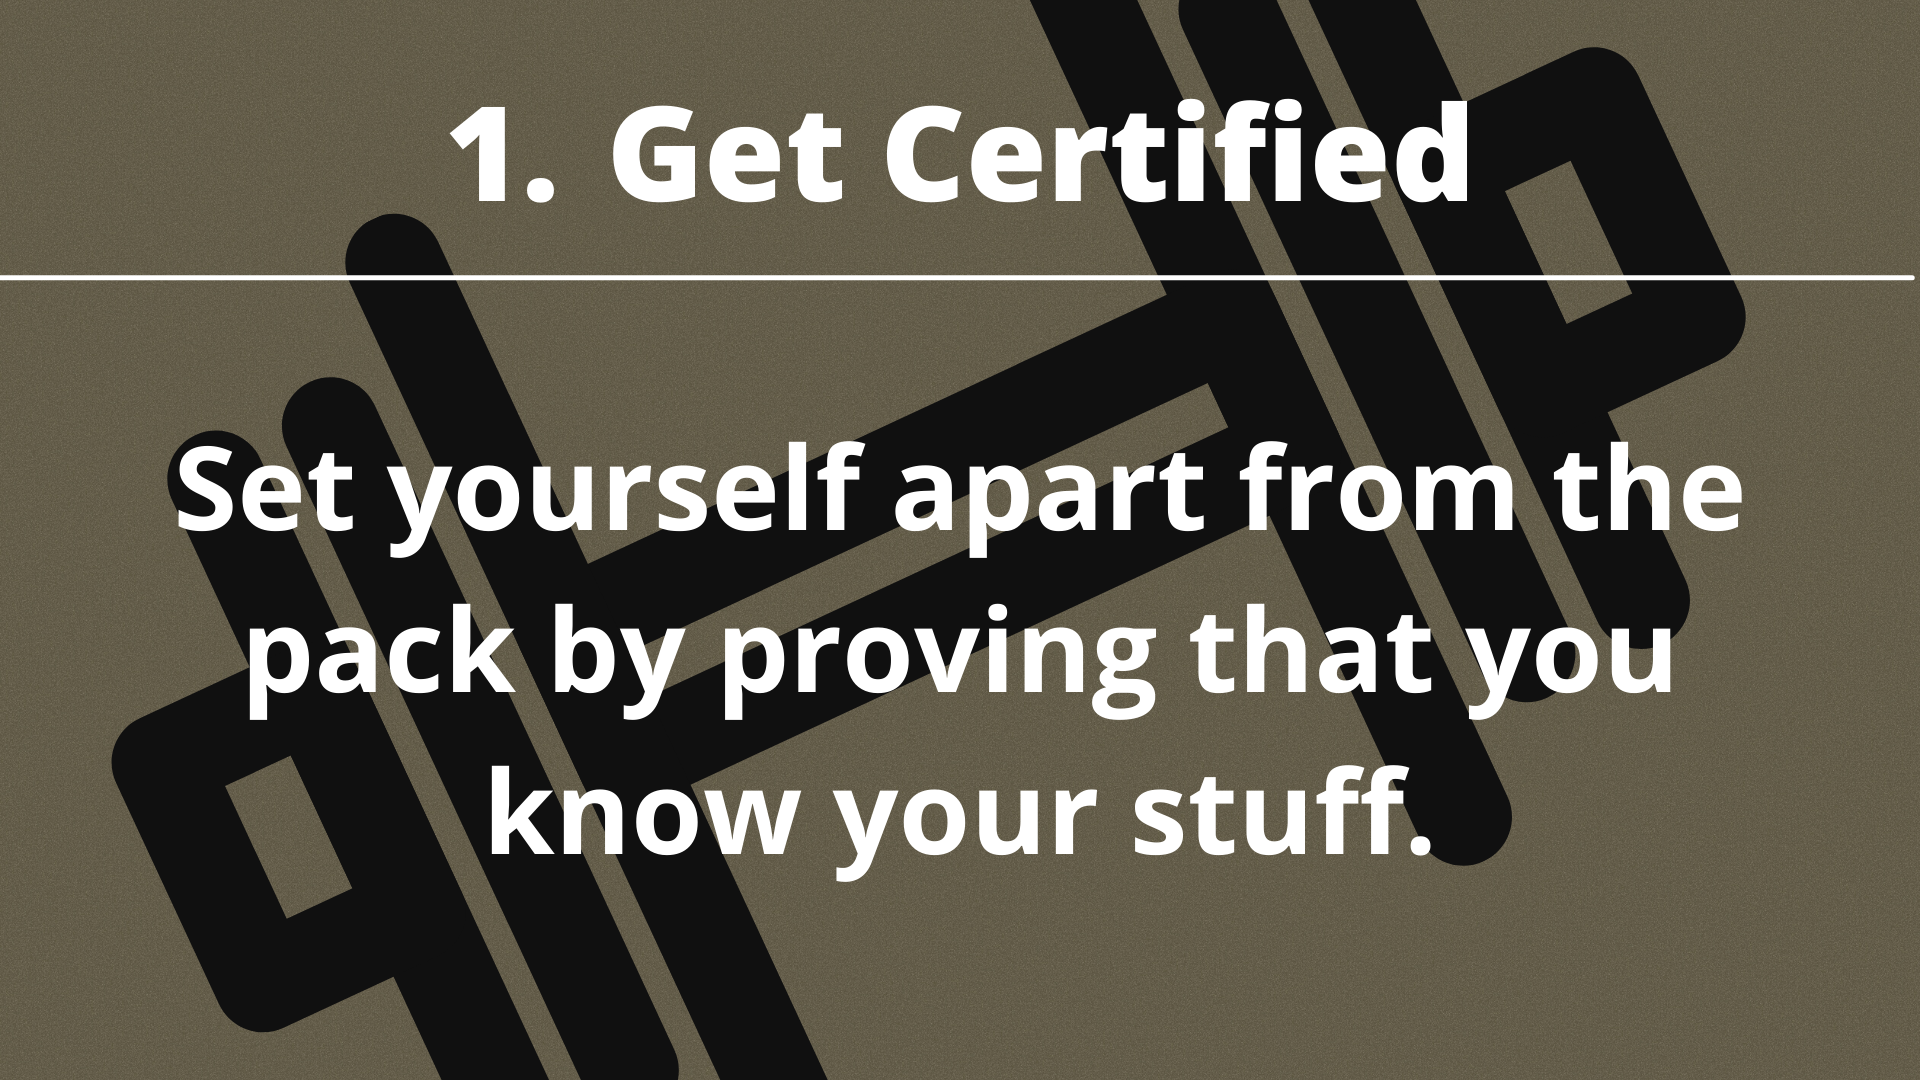 1. Get Certified
Set yourself apart from the
pack by proving that you
know your stuff.